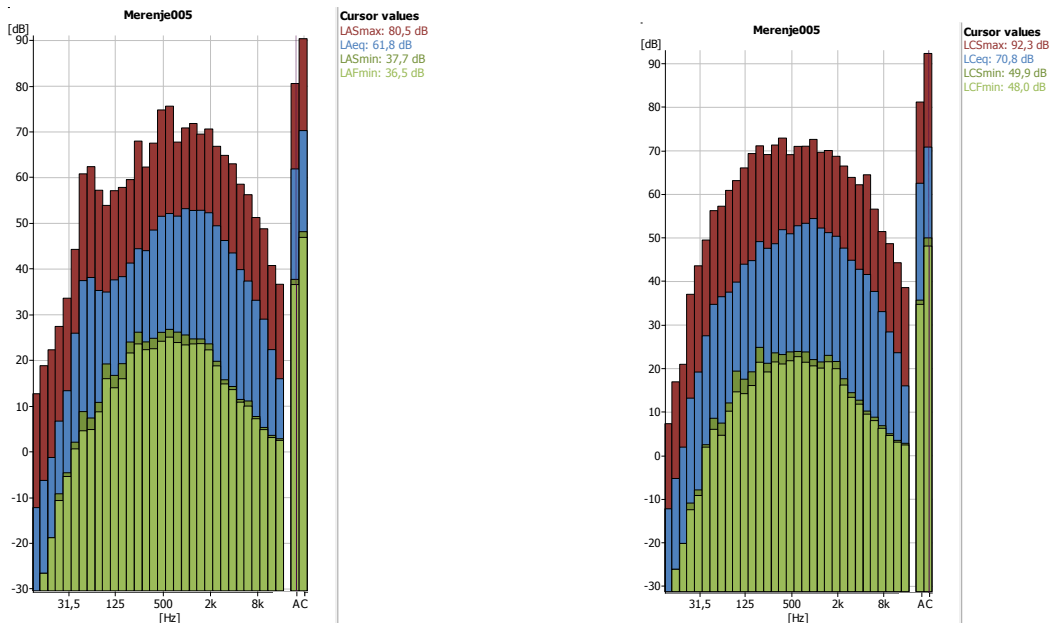 Merenje005
[dB]
90
80
70
60
50
40
30
20
10
0
-10
-20
-30
31,5 125 500 2k 8k A C
[Hz]
Cursor values
LASmax: 80,5 dB
LAeq: 61,8 dB
LASmin: 37,7 dB
LAFmin: 36,5 dB
Merenje005
[dB]
90
80
70
60
50
40
30
20
10
0
-10
-20
-30
31,5 125 500 2k 8k A C
[Hz]
Cursor values
LCSmax: 92,3 dB
LCeq: 70,8 dB
LCSmin: 49,9 dB
LCFmin: 48,0 dB